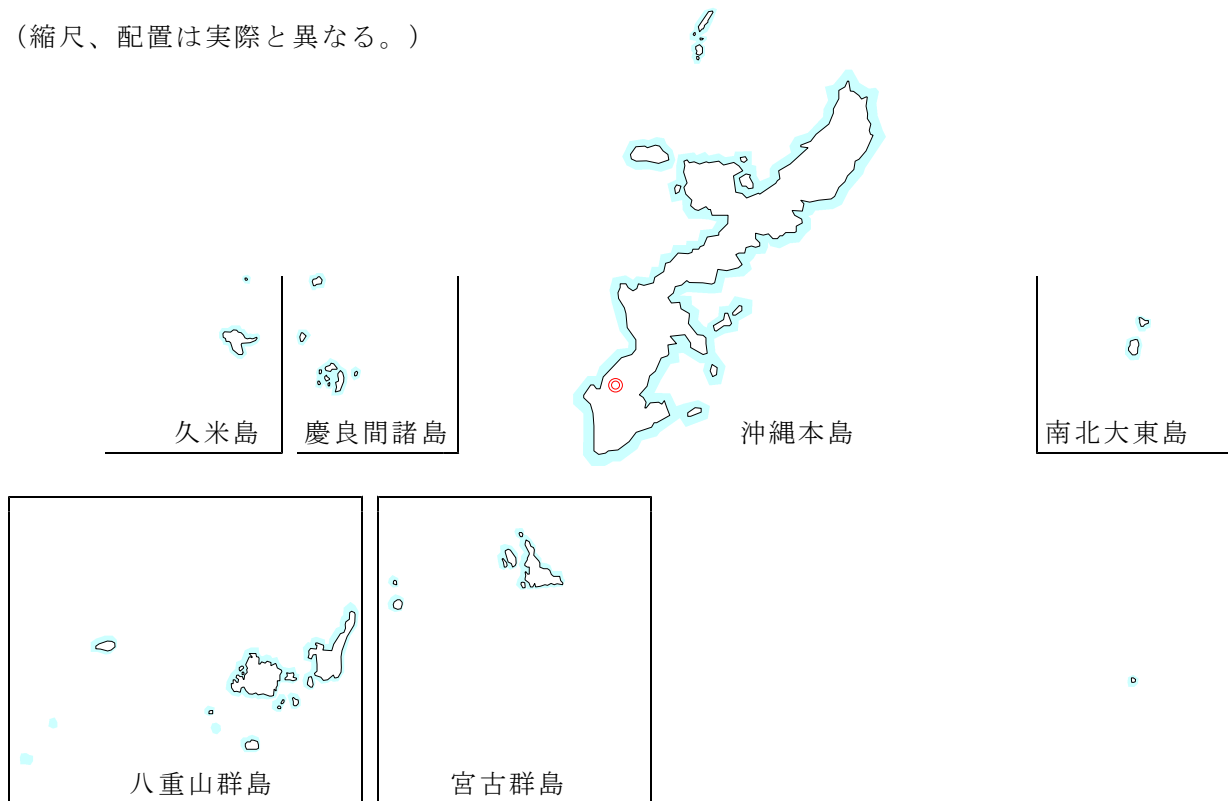 (縮尺、配置は実際と異なる。)
久米島
慶良間諸島
沖縄本島
南北大東島
八重山群島
宮古群島